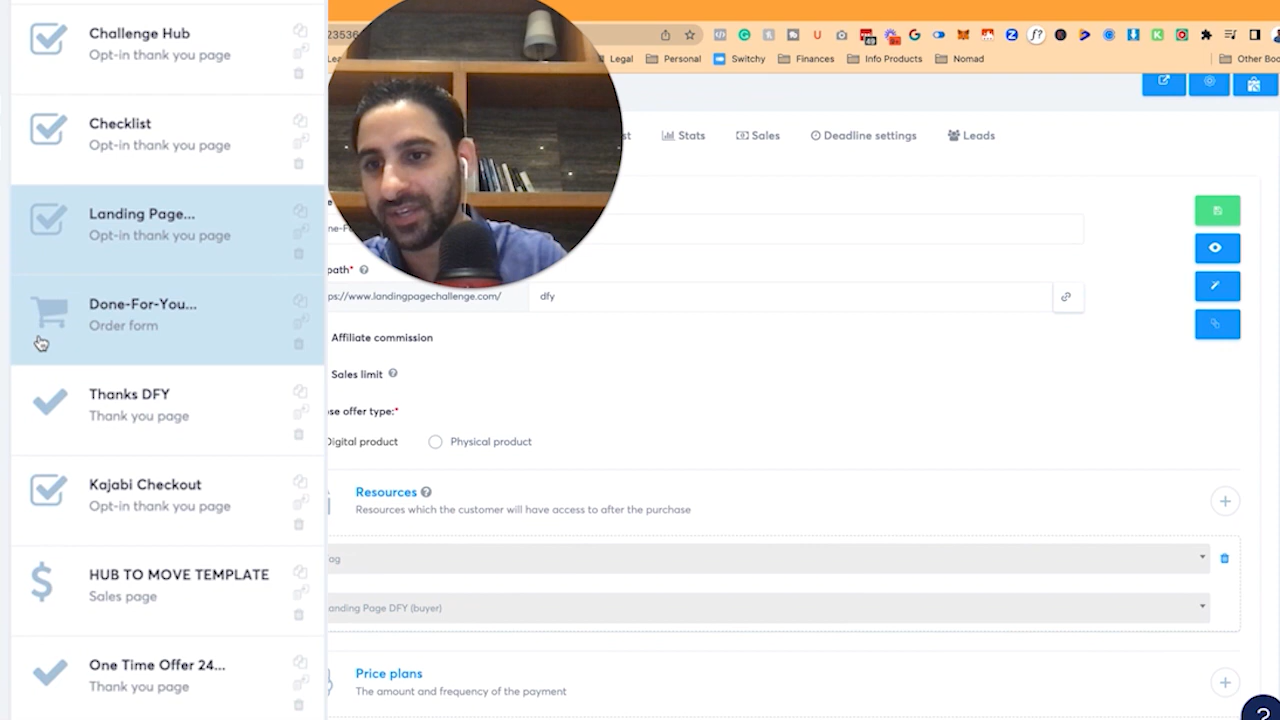 Challenge Hub
Opt-in thank you page
Checklist
Opt-in thank you page
Landing Page...
Opt-in thank you page
Done-For-You...
Order form
Thanks DFY
Thank you page
Kajabi Checkout
Opt-in thank you page
HUB TO MOVE TEMPLATE
Sales page
One Time Offer 24...
Thank you page
Legal
Personal
Switchy
Finances
Info Products
Nomad
Other Boo
st
Stats
Sales
Deadline settings
Leads
path*
ps://www.landingpagechallenge.com/
dfy
Affiliate commission
Sales limit
se offer type:*
Digital product
Physical product
Resources
Resources which the customer will have access to after the purchase
ag
anding Page DFY (buyer)
Price plans
The amount and frequency of the payment
?